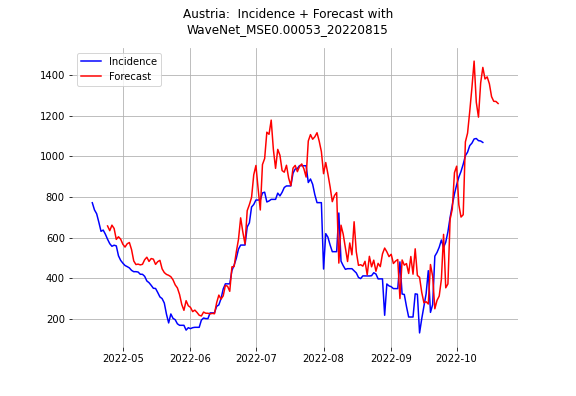 Austria:  Incidence + Forecast with
WaveNet_MSE0.00053_20220815
Incidence
Forecast
1400
1200
1000
800
600
400
200
2022-05 2022-06 2022-07 2022-08 2022-09 2022-10